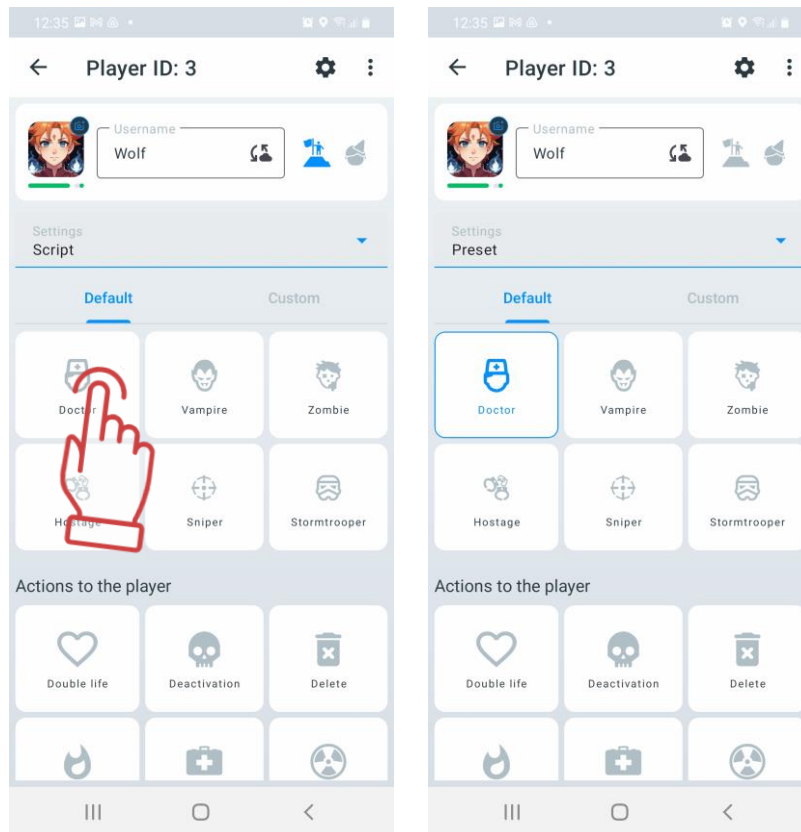 12:35
Player ID: 3
Username
Wolf
Settings
Script
Default Custom
Doctor Vampire Zombie
Hostage Sniper Stormtrooper
Actions to the player
Double life Deactivation Delete
12:35
Player ID: 3
Username
Wolf
Settings
Preset
Default Custom
Doctor Vampire Zombie
Hostage Sniper Stormtrooper
Actions to the player
Double life Deactivation Delete